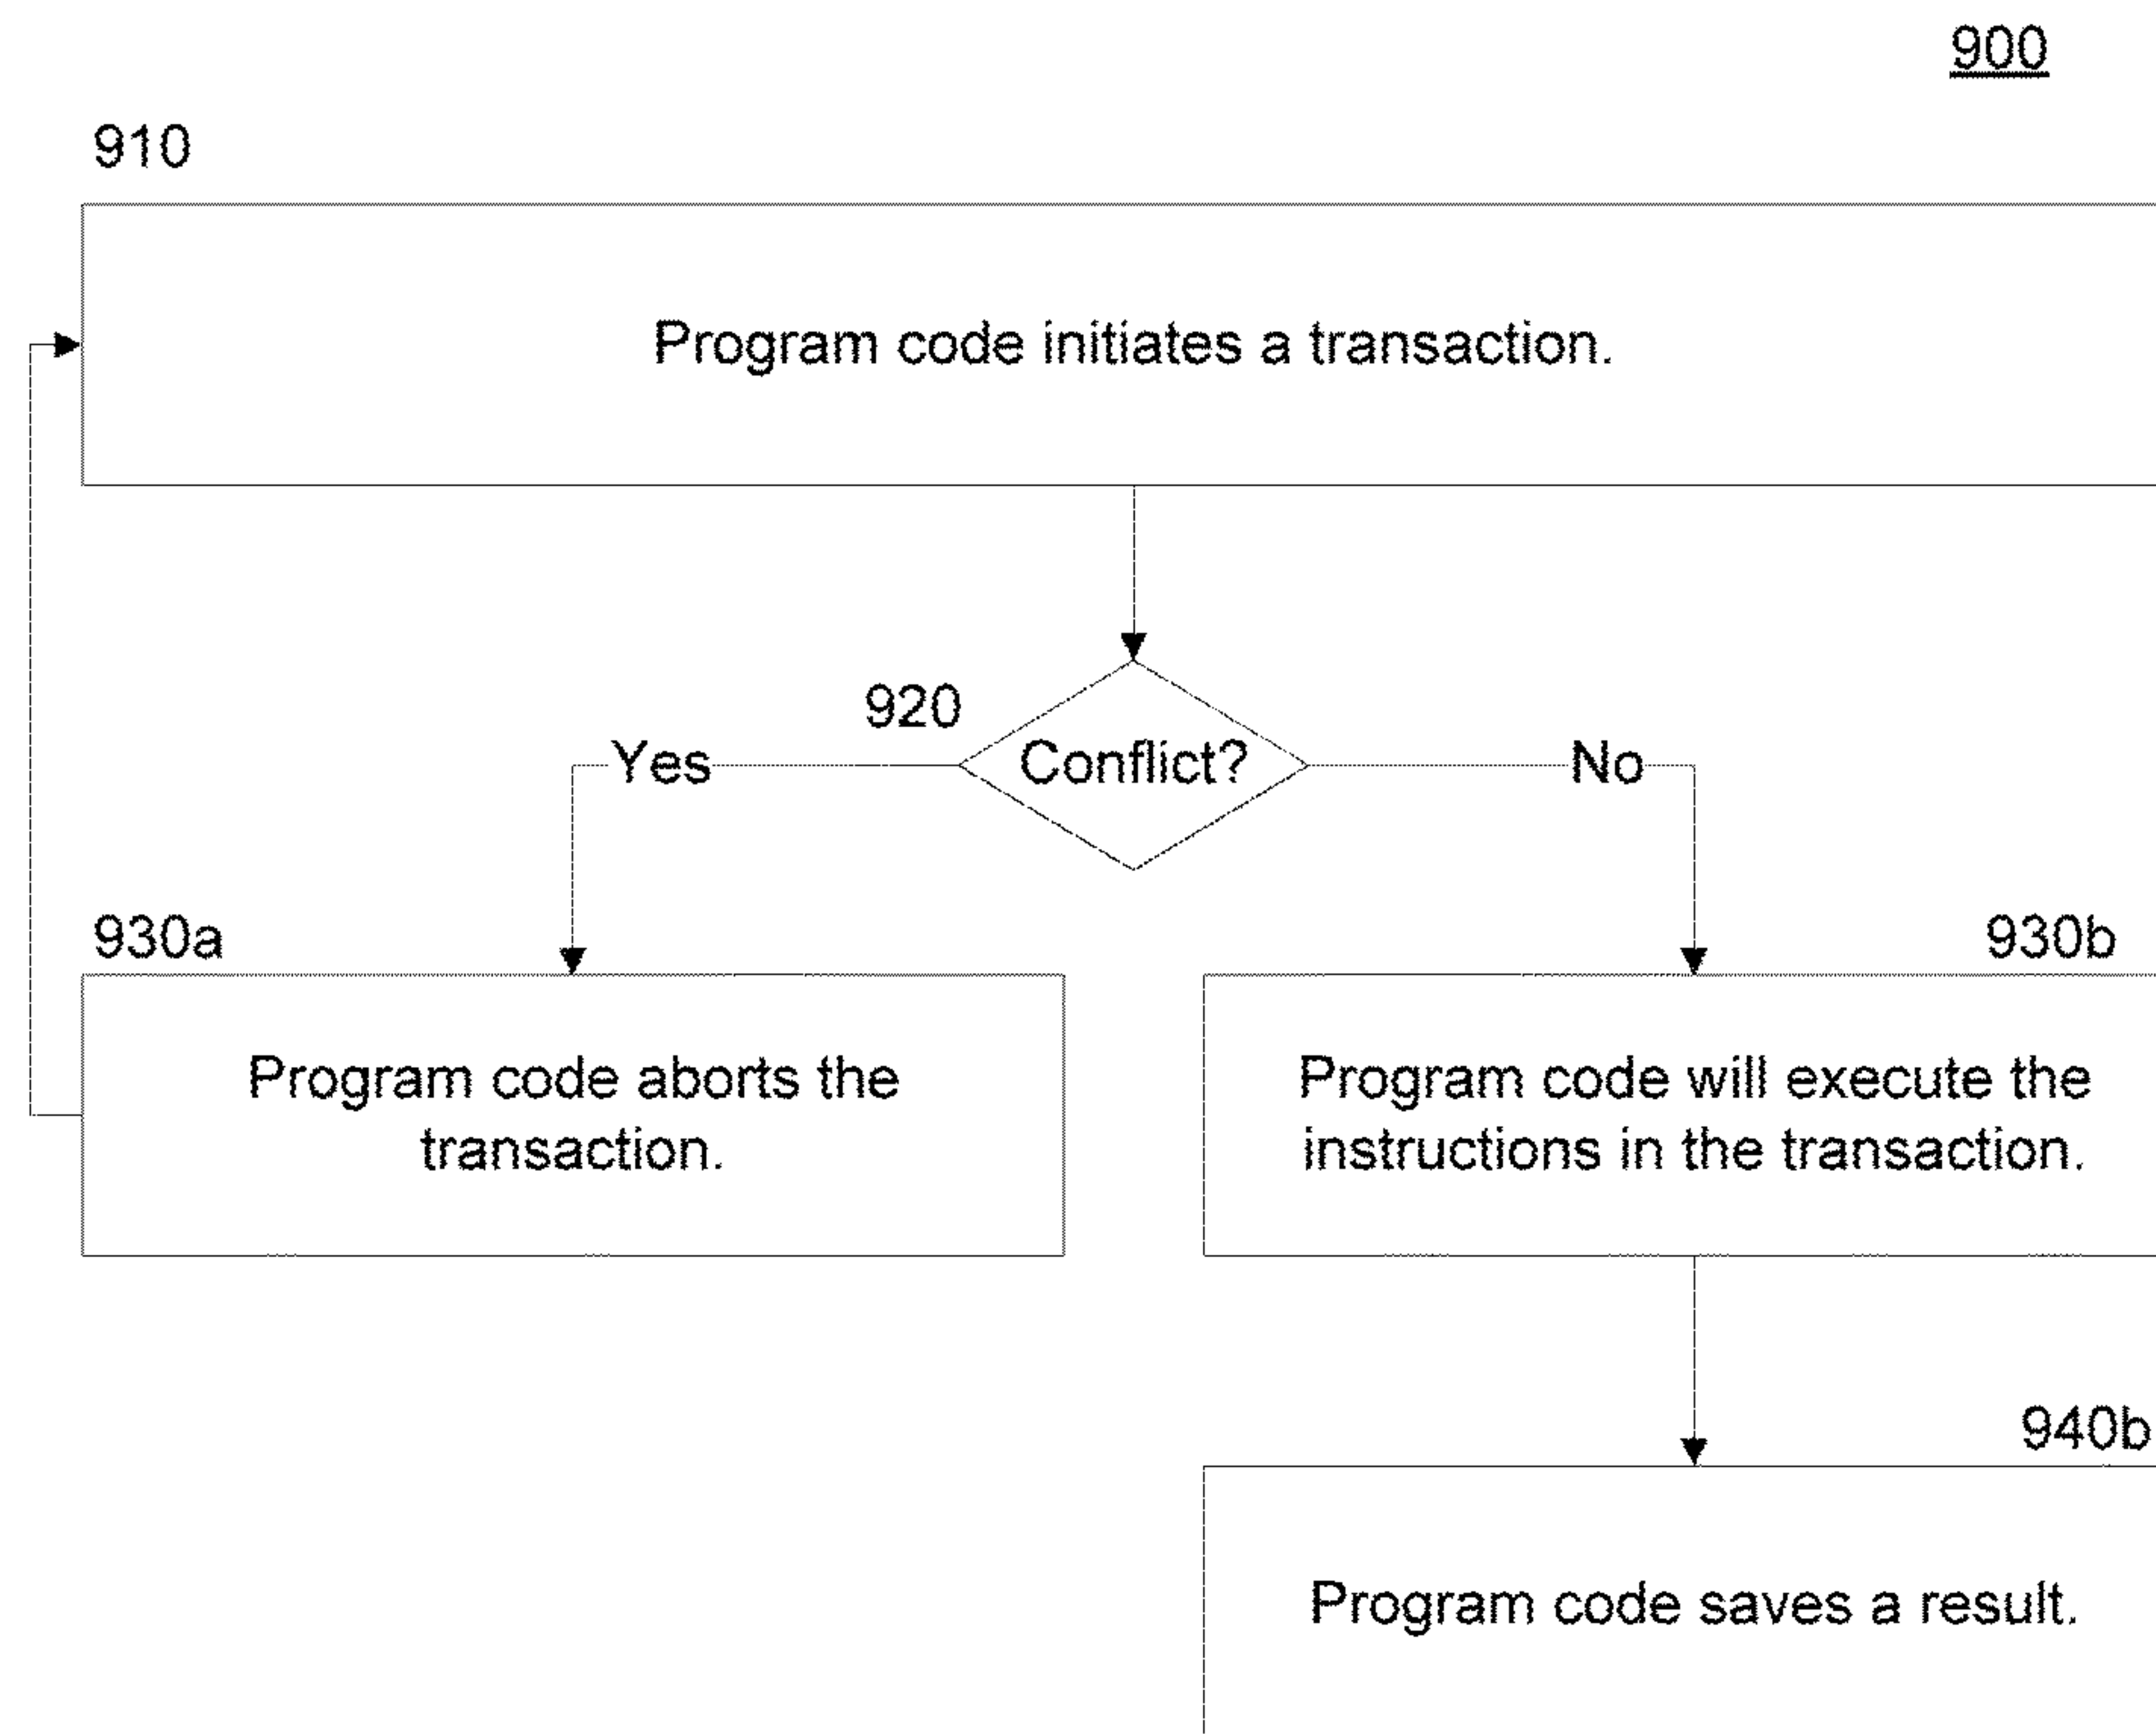 900
910
Program code initiates a transaction.
920
Yes
Conflict?
No
930a
930b
Program code aborts the
transaction.
Program code will execute the
instructions in the transaction.
940b
Program code saves a result.